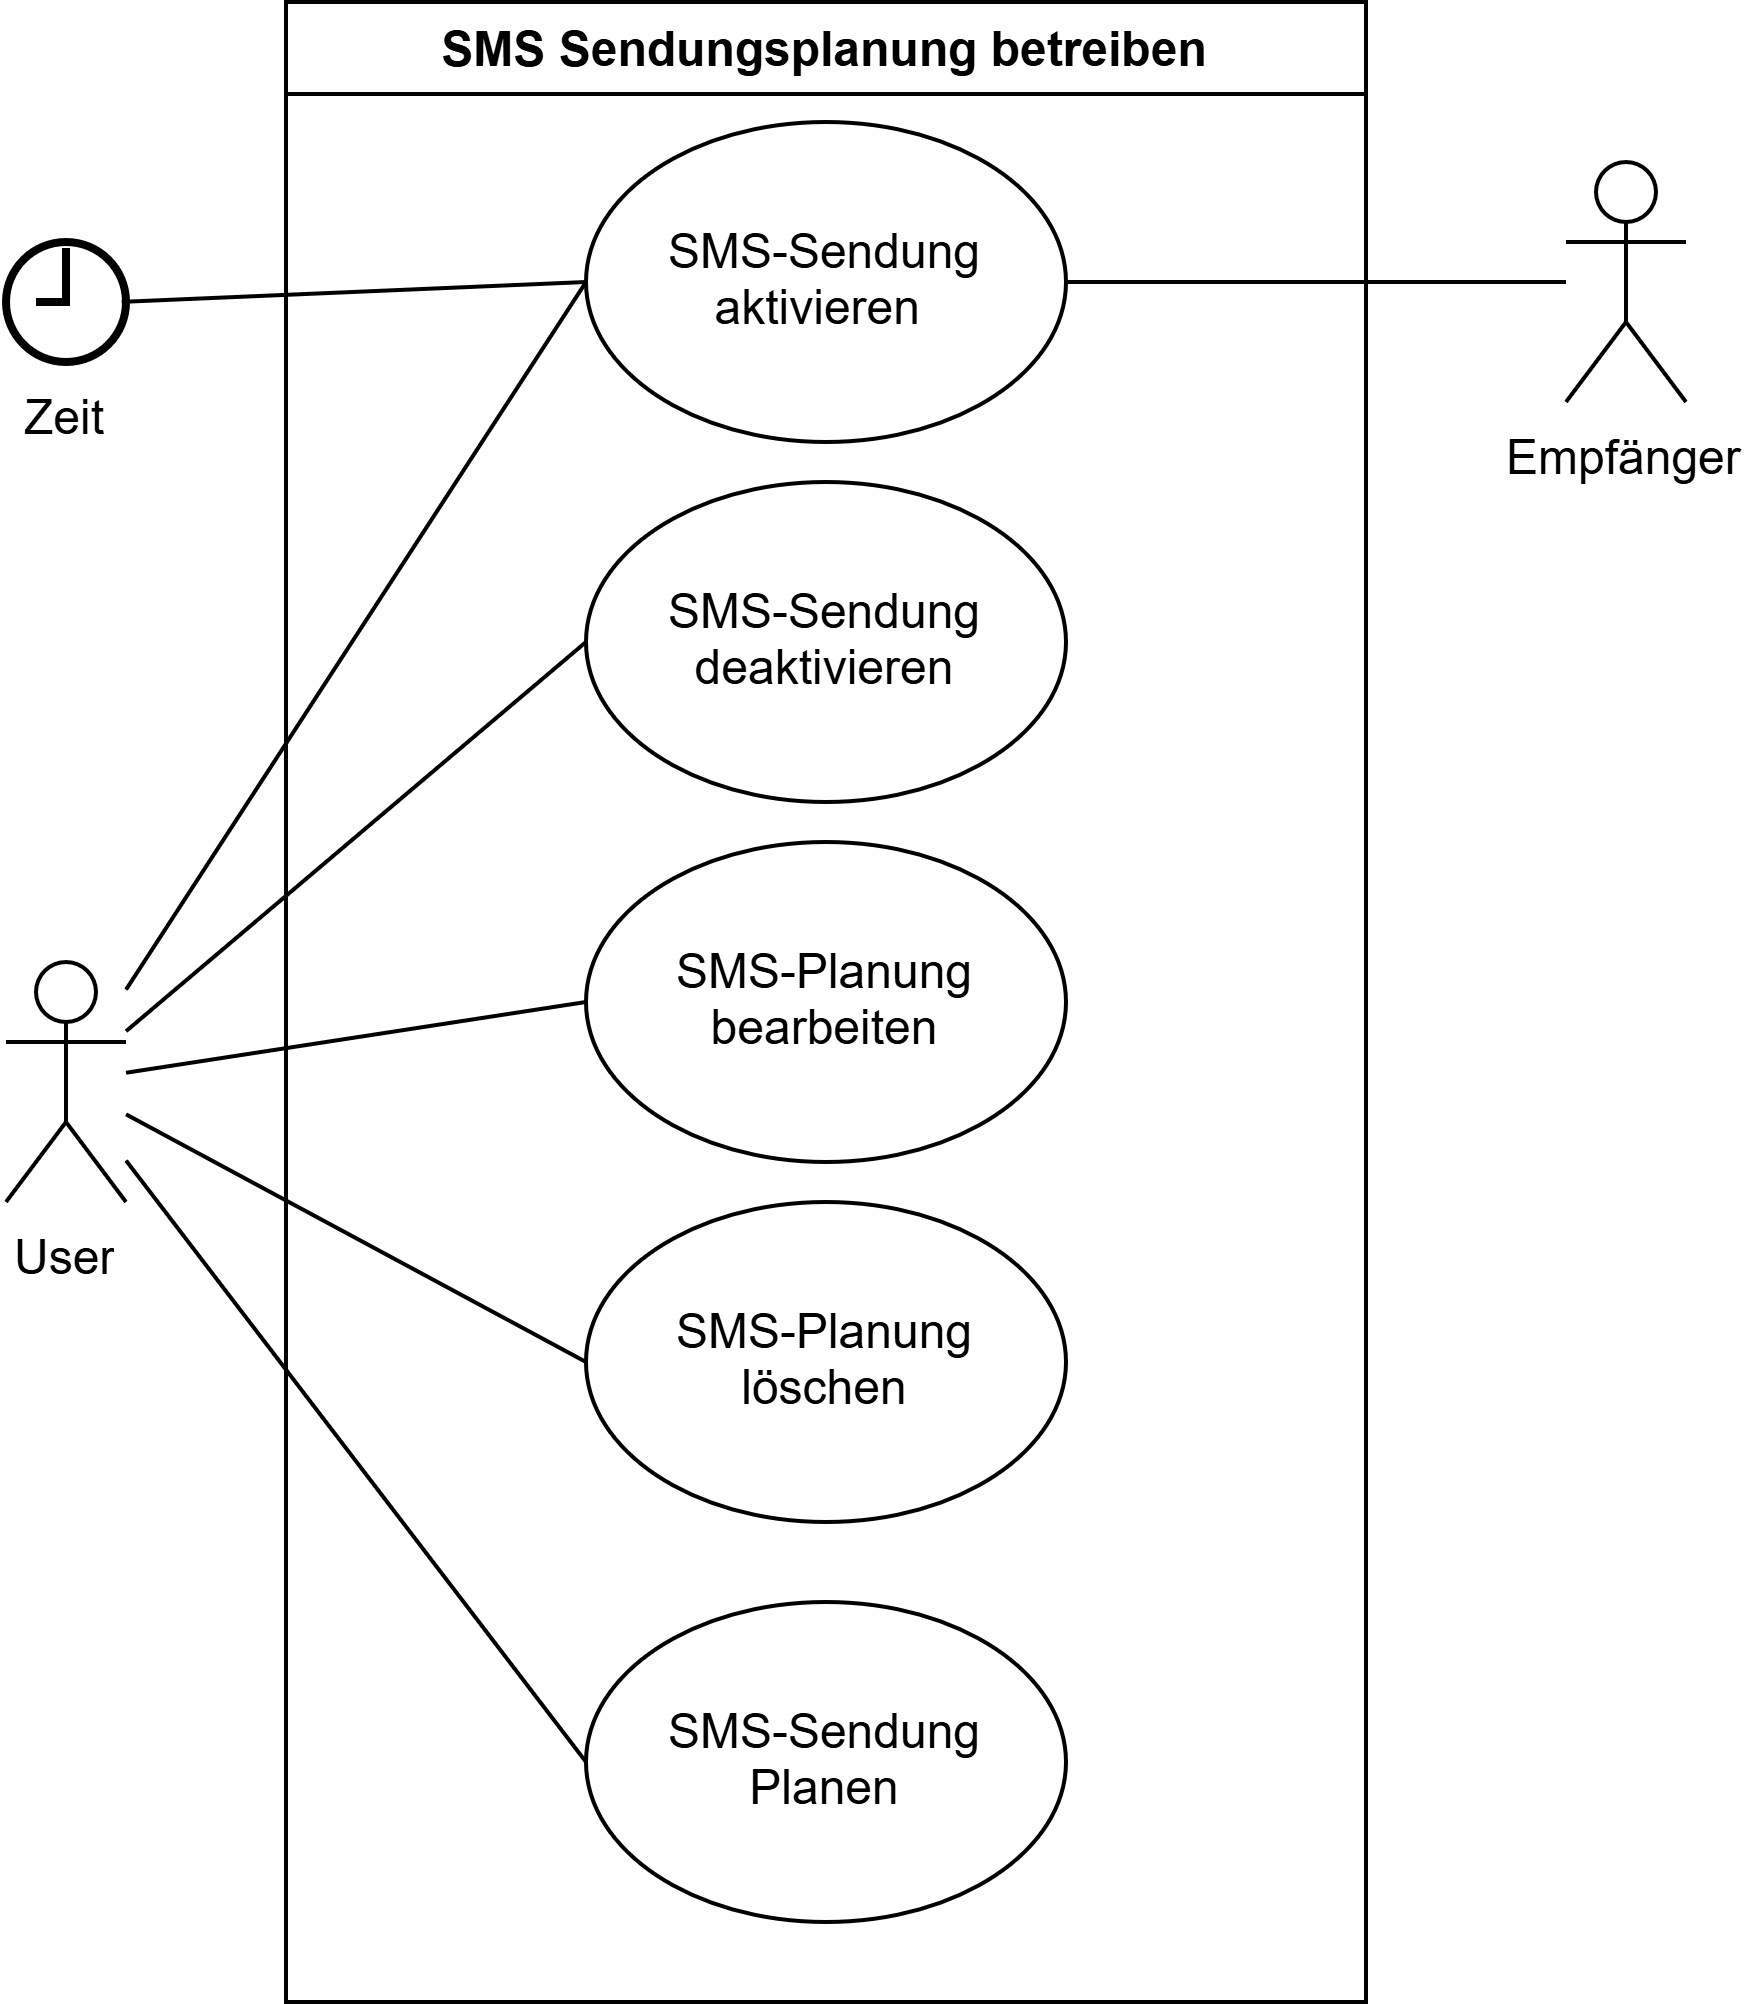 SMS Sendungsplanung betreiben
SMS-Sendung
aktivieren
Zeit
Empfänger
SMS-Sendung
deaktivieren
SMS-Planung
bearbeiten
User
SMS-Planung
löschen
SMS-Sendung
Planen